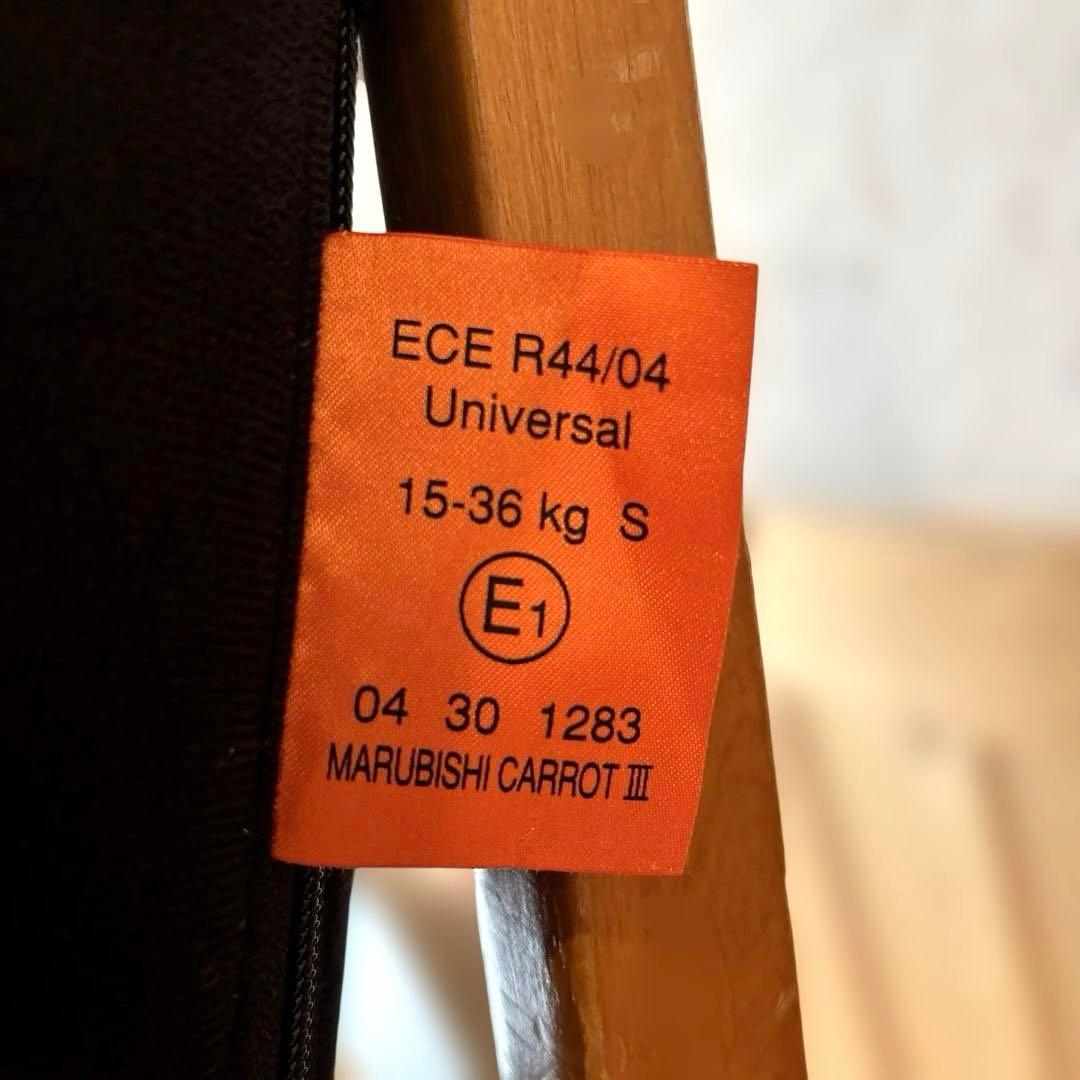 ECE R44/04
Universal
15-36 kg S
E1
04 30 1283
MARUBISHI CARROT III